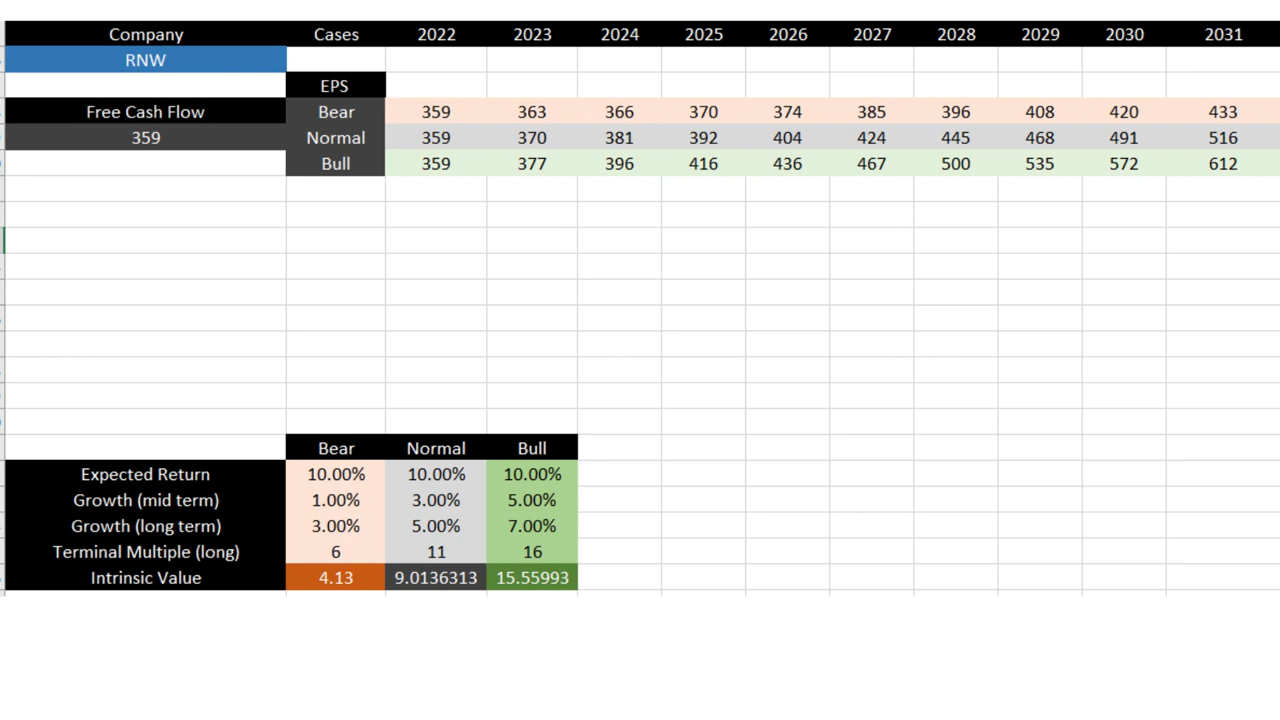 Company Cases 2022 2023 2024 2025 2026 2027 2028 2029 2030 2031
RNW
EPS
Free Cash Flow Bear 359 363 366 370 374 385 396 408 420 433
359 Normal 359 370 381 392 404 424 445 468 491 516
Bull 359 377 396 416 436 467 500 535 572 612
Bear Normal Bull
Expected Return 10.00% 10.00% 10.00%
Growth (mid term) 1.00% 3.00% 5.00%
Growth (long term) 3.00% 5.00% 7.00%
Terminal Multiple (long) 6 11 16
Intrinsic Value 4.13 9.0136313 15.55993